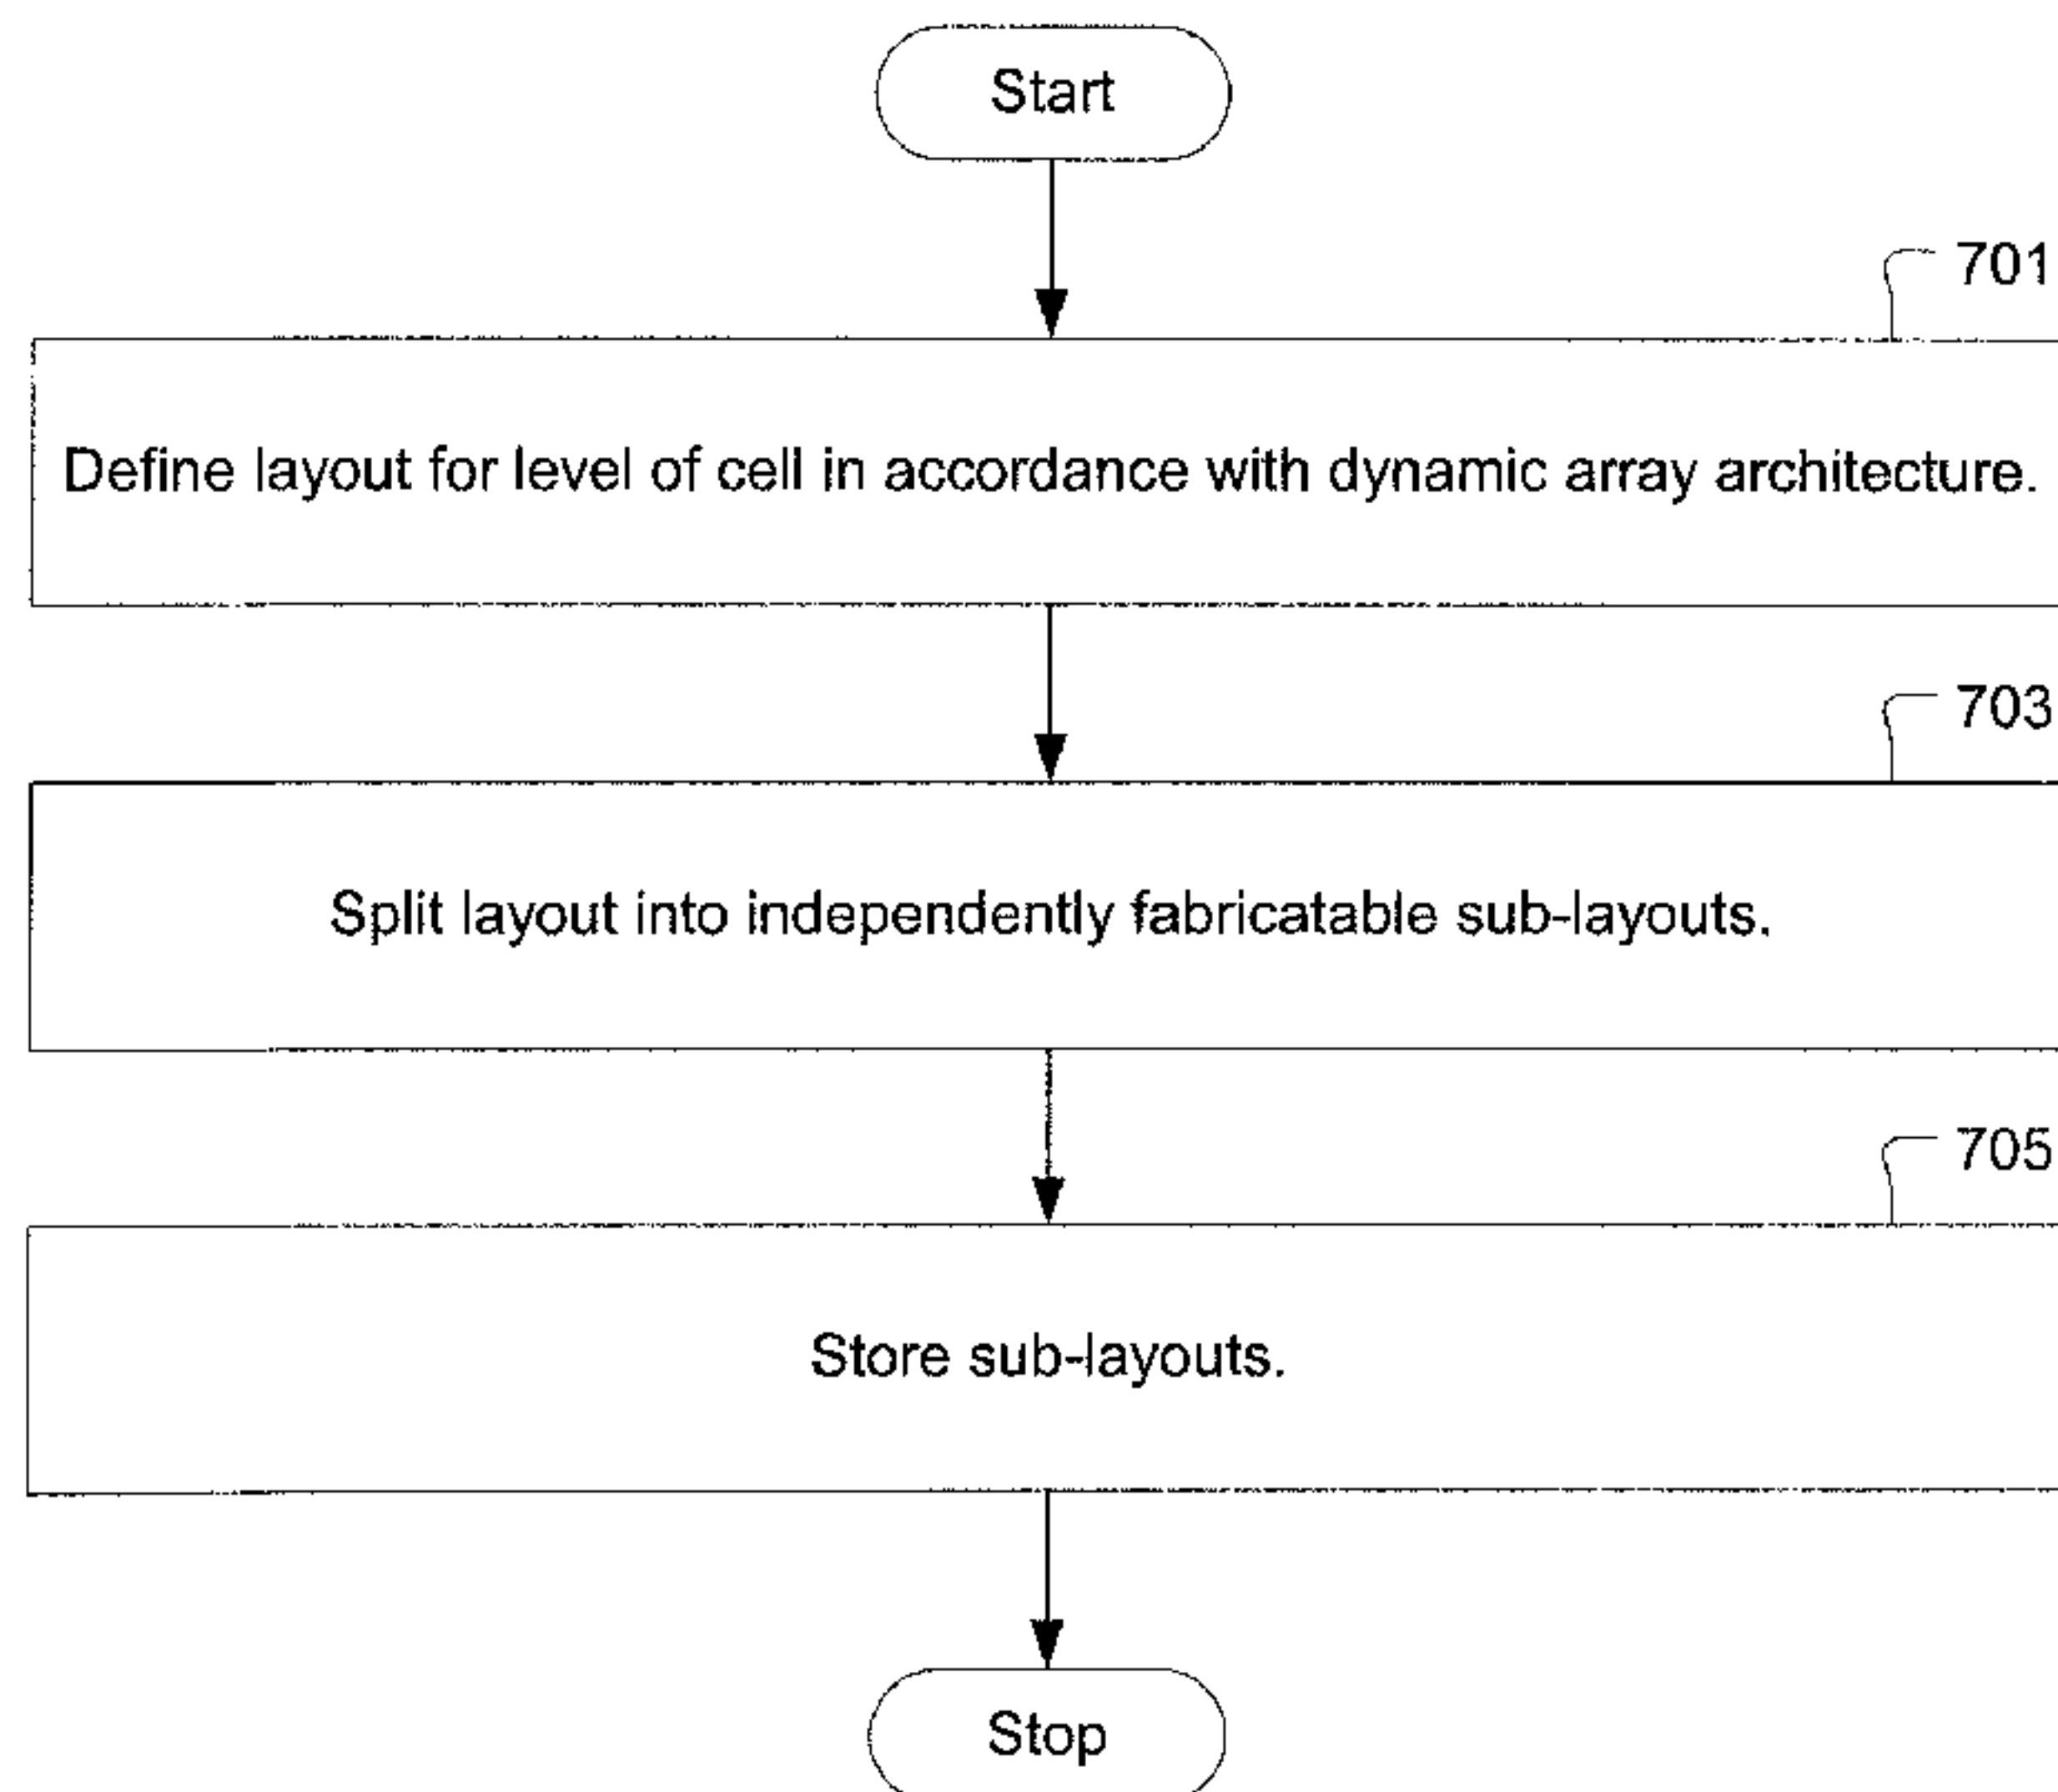 Start
701
Define layout for level of cell in accordance with dynamic array architecture.
703
Split layout into independently fabricatable sub-layouts.
705
Store sub-layouts.
Stop